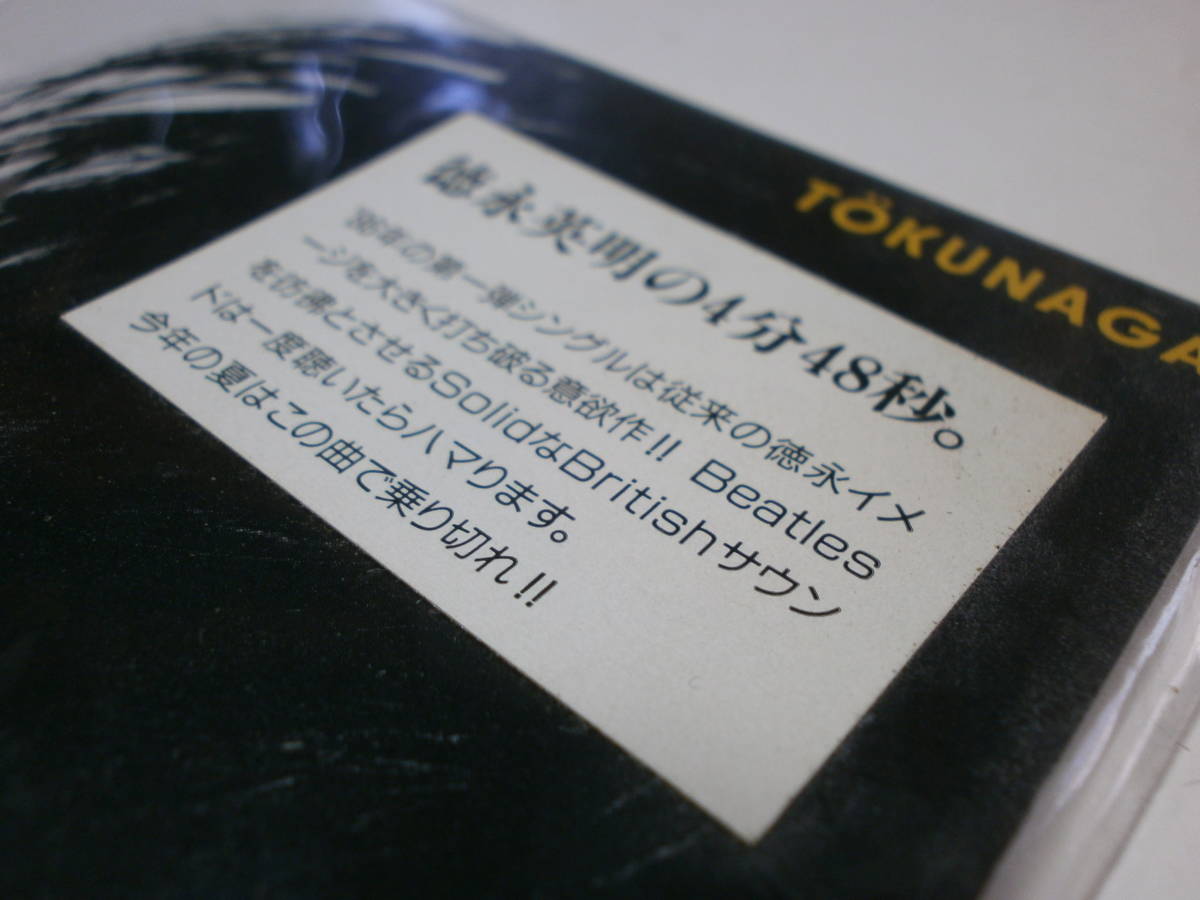 TÖKUNAGA
徳永英明の4分48秒。
年の第一弾シングルは従来の徳永イメ
ージを大きく打ち破る意欲作!! Beatles
を彷彿とさせるSolidなBritishサウン
ドは一度聴いたらハマります。
今年の夏はこの曲で乗り切れ!!